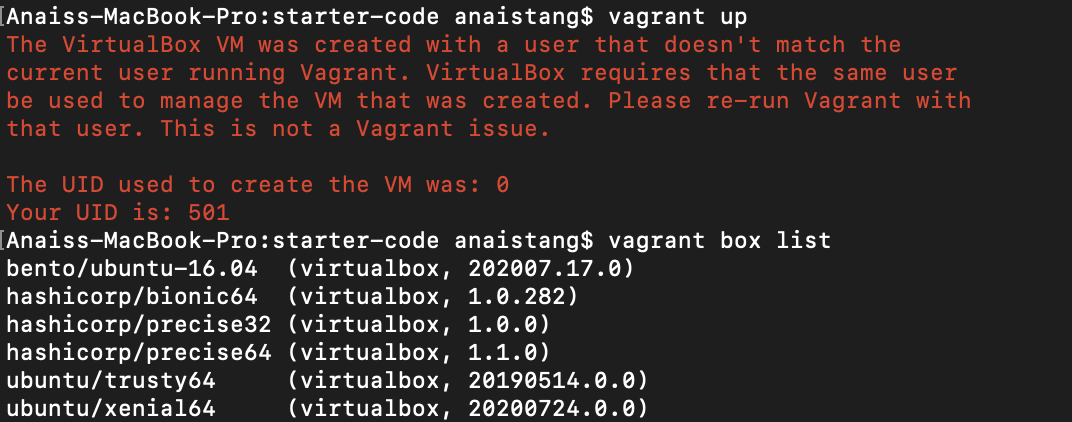 Anaiss-MacBook-Pro:starter-code anaistang$ vagrant up
The VirtualBox VM was created with a user that doesn't match the
current user running Vagrant. VirtualBox requires that the same user
be used to manage the VM that was created. Please re-run Vagrant with
that user. This is not a Vagrant issue.

The UID used to create the VM was: 0
Your UID is: 501
Anaiss-MacBook-Pro:starter-code anaistang$ vagrant box list
bento/ubuntu-16.04  (virtualbox, 202007.17.0)
hashicorp/bionic64  (virtualbox, 1.0.282)
hashicorp/precise32 (virtualbox, 1.0.0)
hashicorp/precise64 (virtualbox, 1.1.0)
ubuntu/trusty64     (virtualbox, 20190514.0.0)
ubuntu/xenial64     (virtualbox, 20200724.0.0)